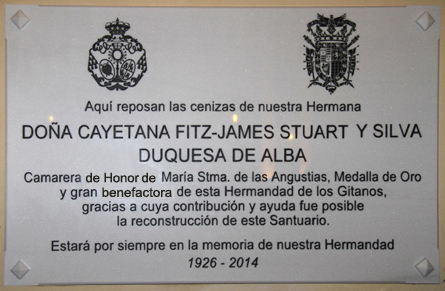 Aquí reposan las cenizas de nuestra Hermana
DOÑA CAYETANA FITZ-JAMES STUART Y SILVA
DUQUESA DE ALBA
Camarera de Honor de María Stma. de las Angustias, Medalla de Oro
y gran benefactora de esta Hermandad de los Gitanos,
gracias a cuya contribución y ayuda fue posible
la reconstrucción de este Santuario.
Estará por siempre en la memoria de nuestra Hermandad
1926 - 2014